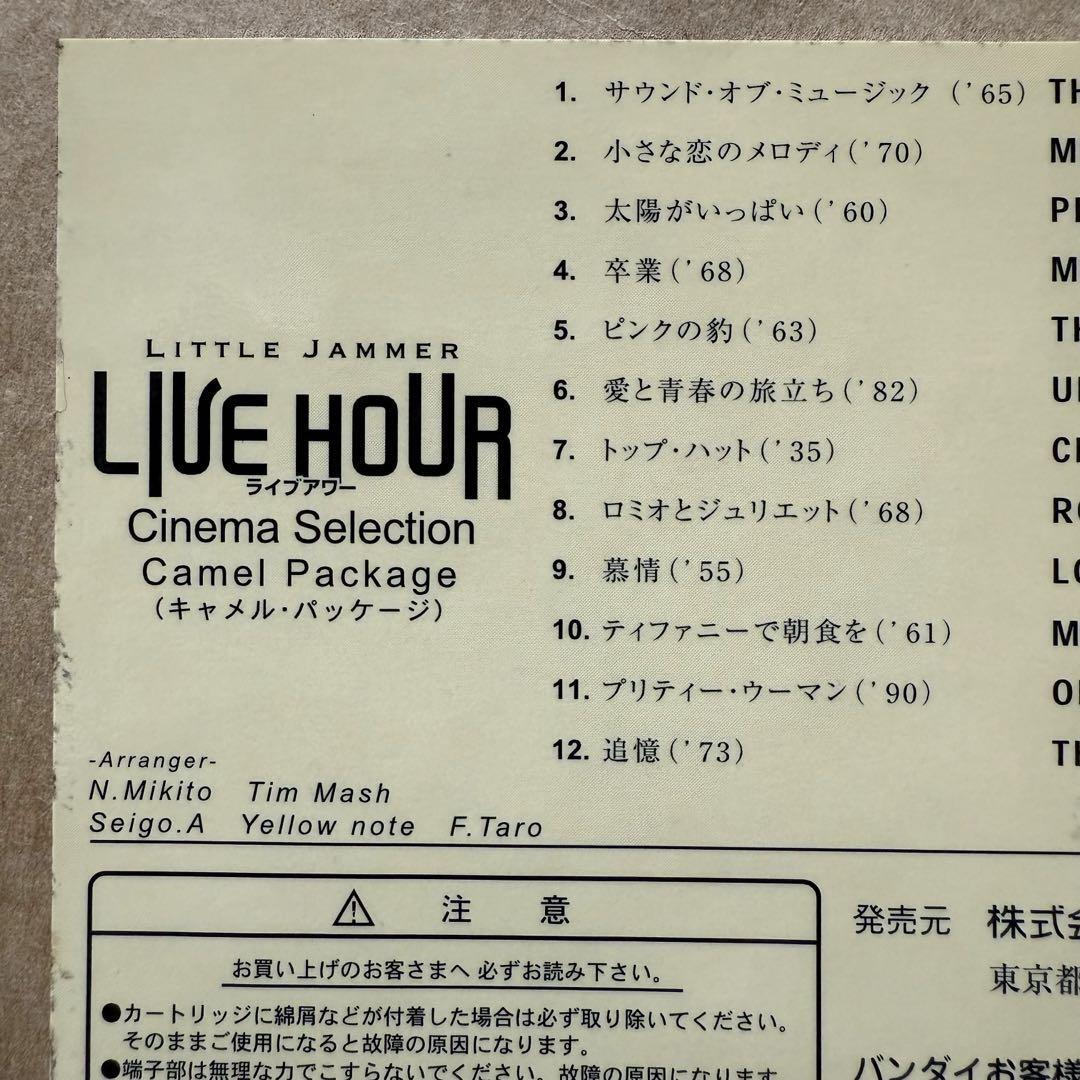 1. サウンド・オブ・ミュージック ('65)
2. 小さな恋のメロディ('70)
3. 太陽がいっぱい('60)
4. 卒業('68)
5. ピンクの豹('63)
6. 愛と青春の旅立ち('82)
7. トップ・ハット('35)
8. ロミオとジュリエット('68)
9. 慕情('55)
10. ティファニーで朝食を('61)
11. プリティー・ウーマン('90)
12. 追憶('73)
LITTLE JAMMER
LIVE HOUR
ライブアワー
Cinema Selection
Camel Package
(キャメル・パッケージ)
-Arranger-
N.Mikito Tim Mash
Seigo.A Yellow note F.Taro
⚠ 注 意
お買い上げのお客さまへ 必ずお読み下さい。
●カートリッジに綿屑などが付着した場合は必ず取り除いてください。
そのままご使用になると故障の原因になります。
●端子部は無理な力でこすらないでください。故障の原因になります。
発売元 株式会
東京都
バンダイお客様